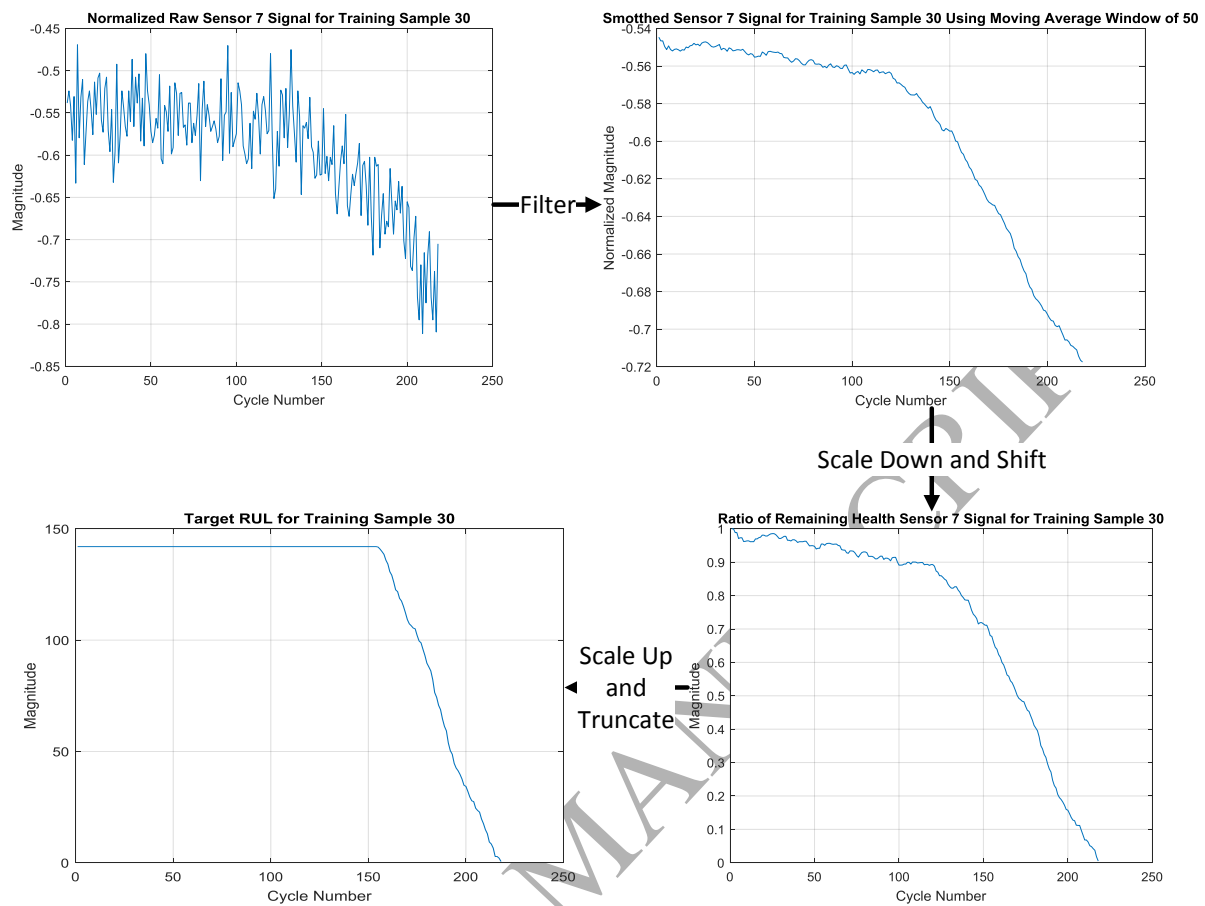 Normalized Raw Sensor 7 Signal for Training Sample 30
-0.45
-0.5
-0.55
-0.6
-0.65
-0.7
-0.75
-0.8
-0.85
Magnitude
0 50 100 150 200 250
Cycle Number
Filter
Smotthed Sensor 7 Signal for Training Sample 30 Using Moving Average Window of 50
-0.54
-0.56
-0.58
-0.6
-0.62
-0.64
-0.66
-0.68
-0.7
-0.72
Normalized Magnitude
0 50 100 150 200 250
Cycle Number
Scale Down and Shift
Target RUL for Training Sample 30
150
100
50
0
Magnitude
0 50 100 150 200 250
Cycle Number
Scale Up
and
Truncate
Ratio of Remaining Health Sensor 7 Signal for Training Sample 30
1
0.9
0.8
0.7
0.6
0.5
0.4
0.3
0.2
0.1
0
Magnitude
0 50 100 150 200 250
Cycle Number